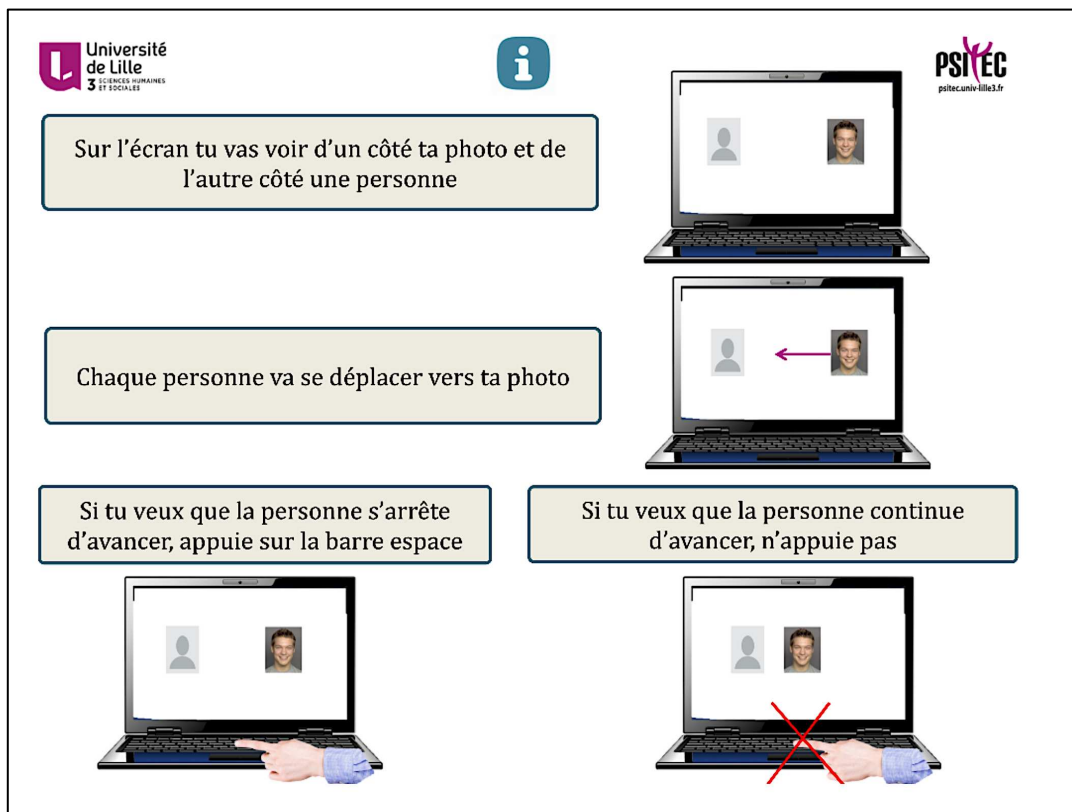 Université
de Lille
3 SCIENCES HUMAINES
ET SOCIALES
i
PSITEC
psitec.univ-lille3.fr
Sur l’écran tu vas voir d’un côté ta photo et de
l’autre côté une personne
Chaque personne va se déplacer vers ta photo
Si tu veux que la personne s’arrête
d’avancer, appuie sur la barre espace
Si tu veux que la personne continue
d’avancer, n’appuie pas